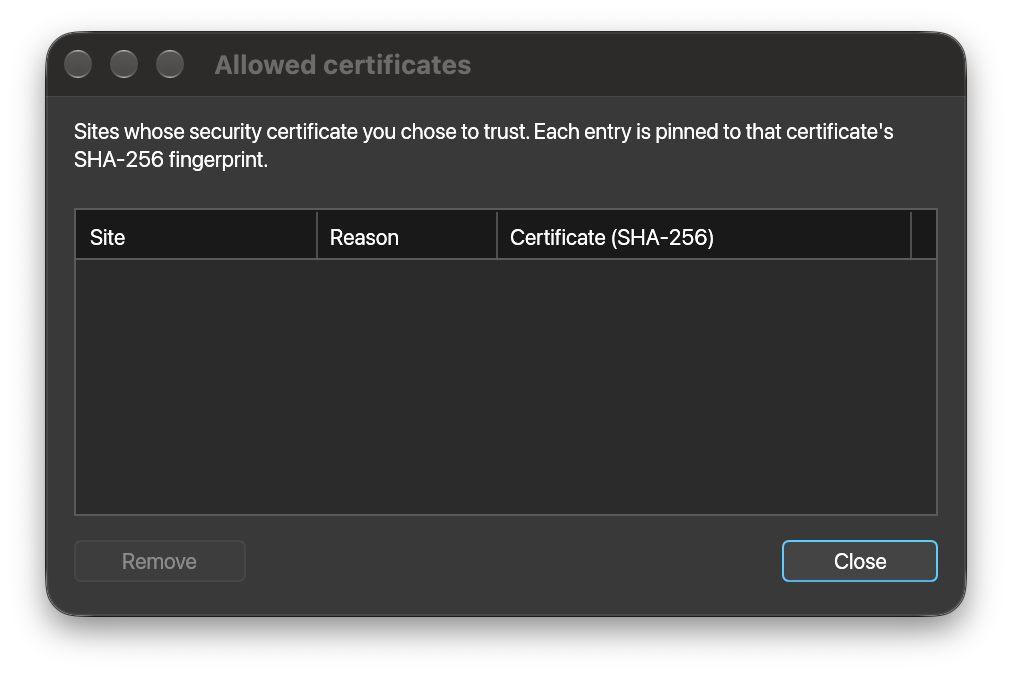 Allowed certificates
Sites whose security certificate you chose to trust. Each entry is pinned to that certificate's
SHA-256 fingerprint.
Site Reason Certificate (SHA-256)
Remove Close